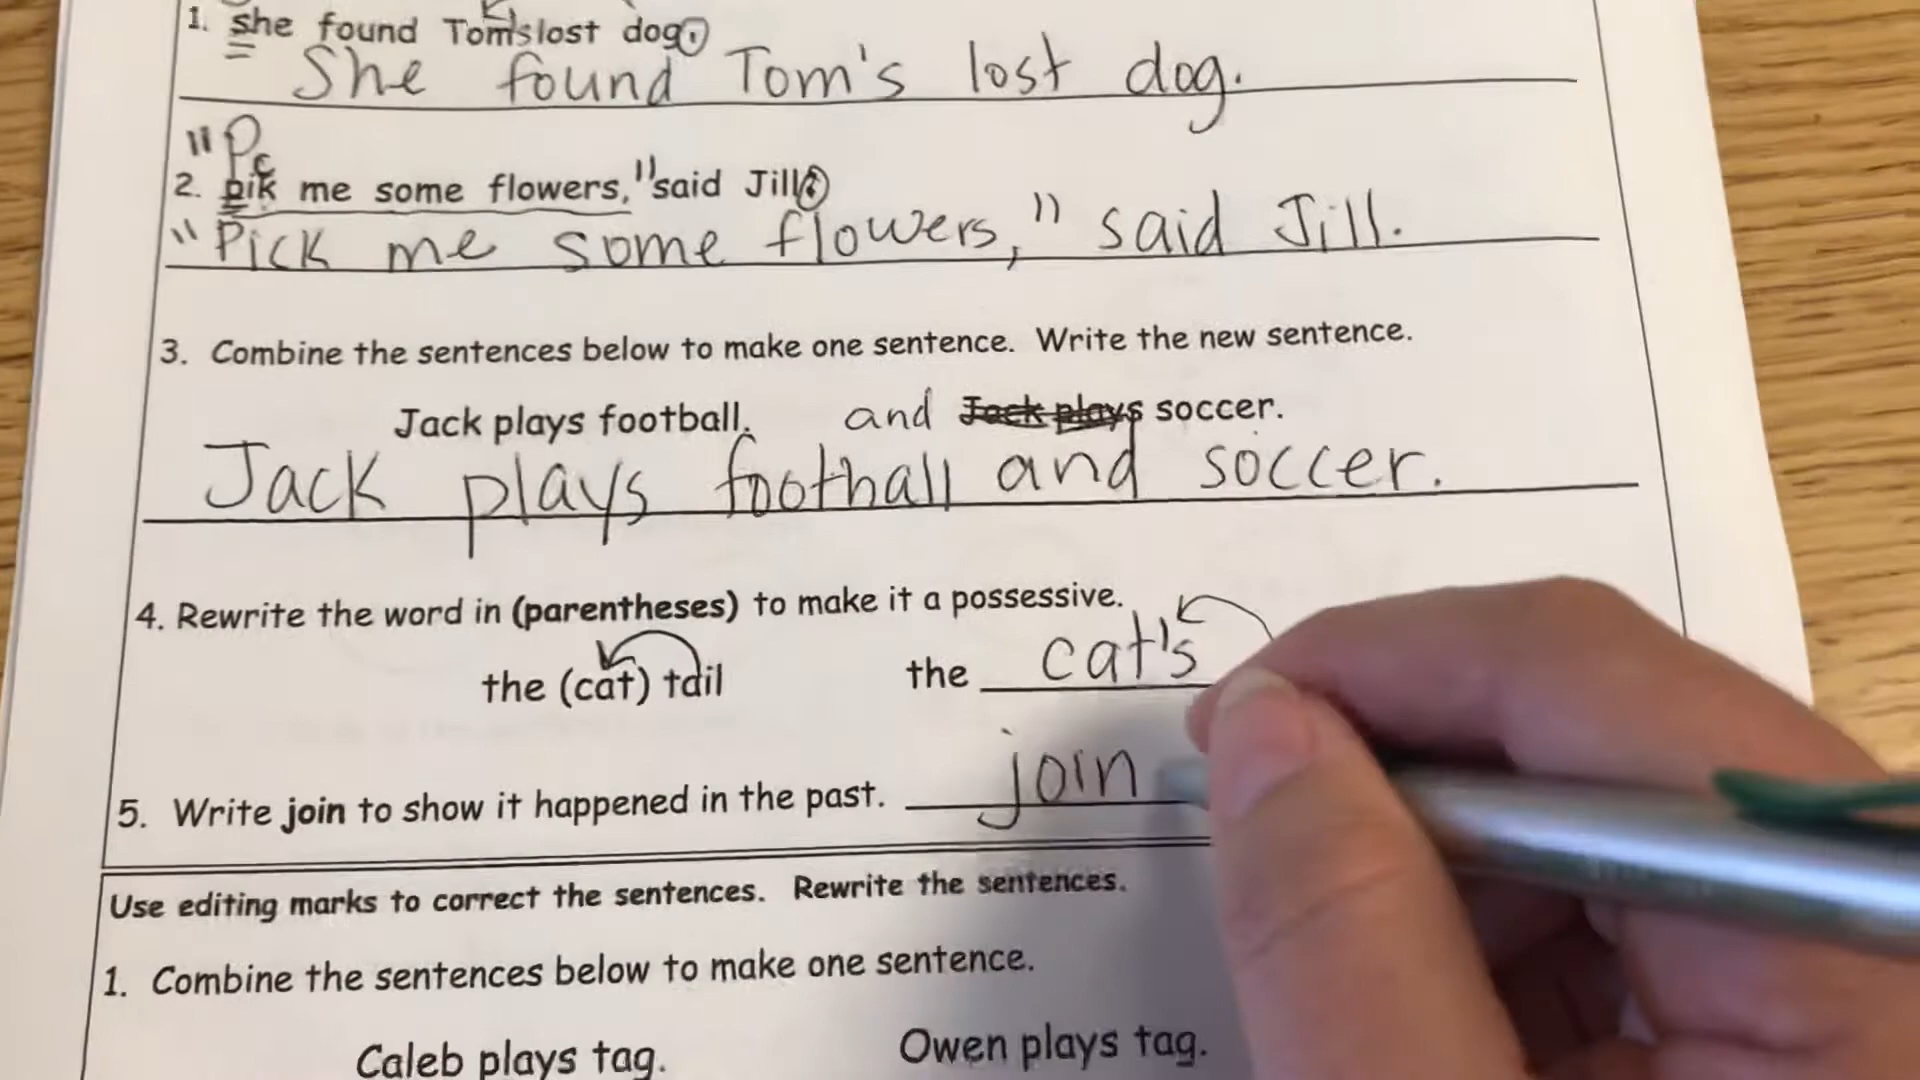 1. she found Tom's lost dog.
She found Tom's lost dog.
"P c
2. pik me some flowers," said Jill.
"Pick me some flowers," said Jill.
3. Combine the sentences below to make one sentence. Write the new sentence.
Jack plays football. and Jack plays soccer.
Jack plays football and soccer.
4. Rewrite the word in (parentheses) to make it a possessive.
the (cat) tail the cat's
5. Write join to show it happened in the past. join
Use editing marks to correct the sentences. Rewrite the sentences.
1. Combine the sentences below to make one sentence.
Caleb plays tag. Owen plays tag.